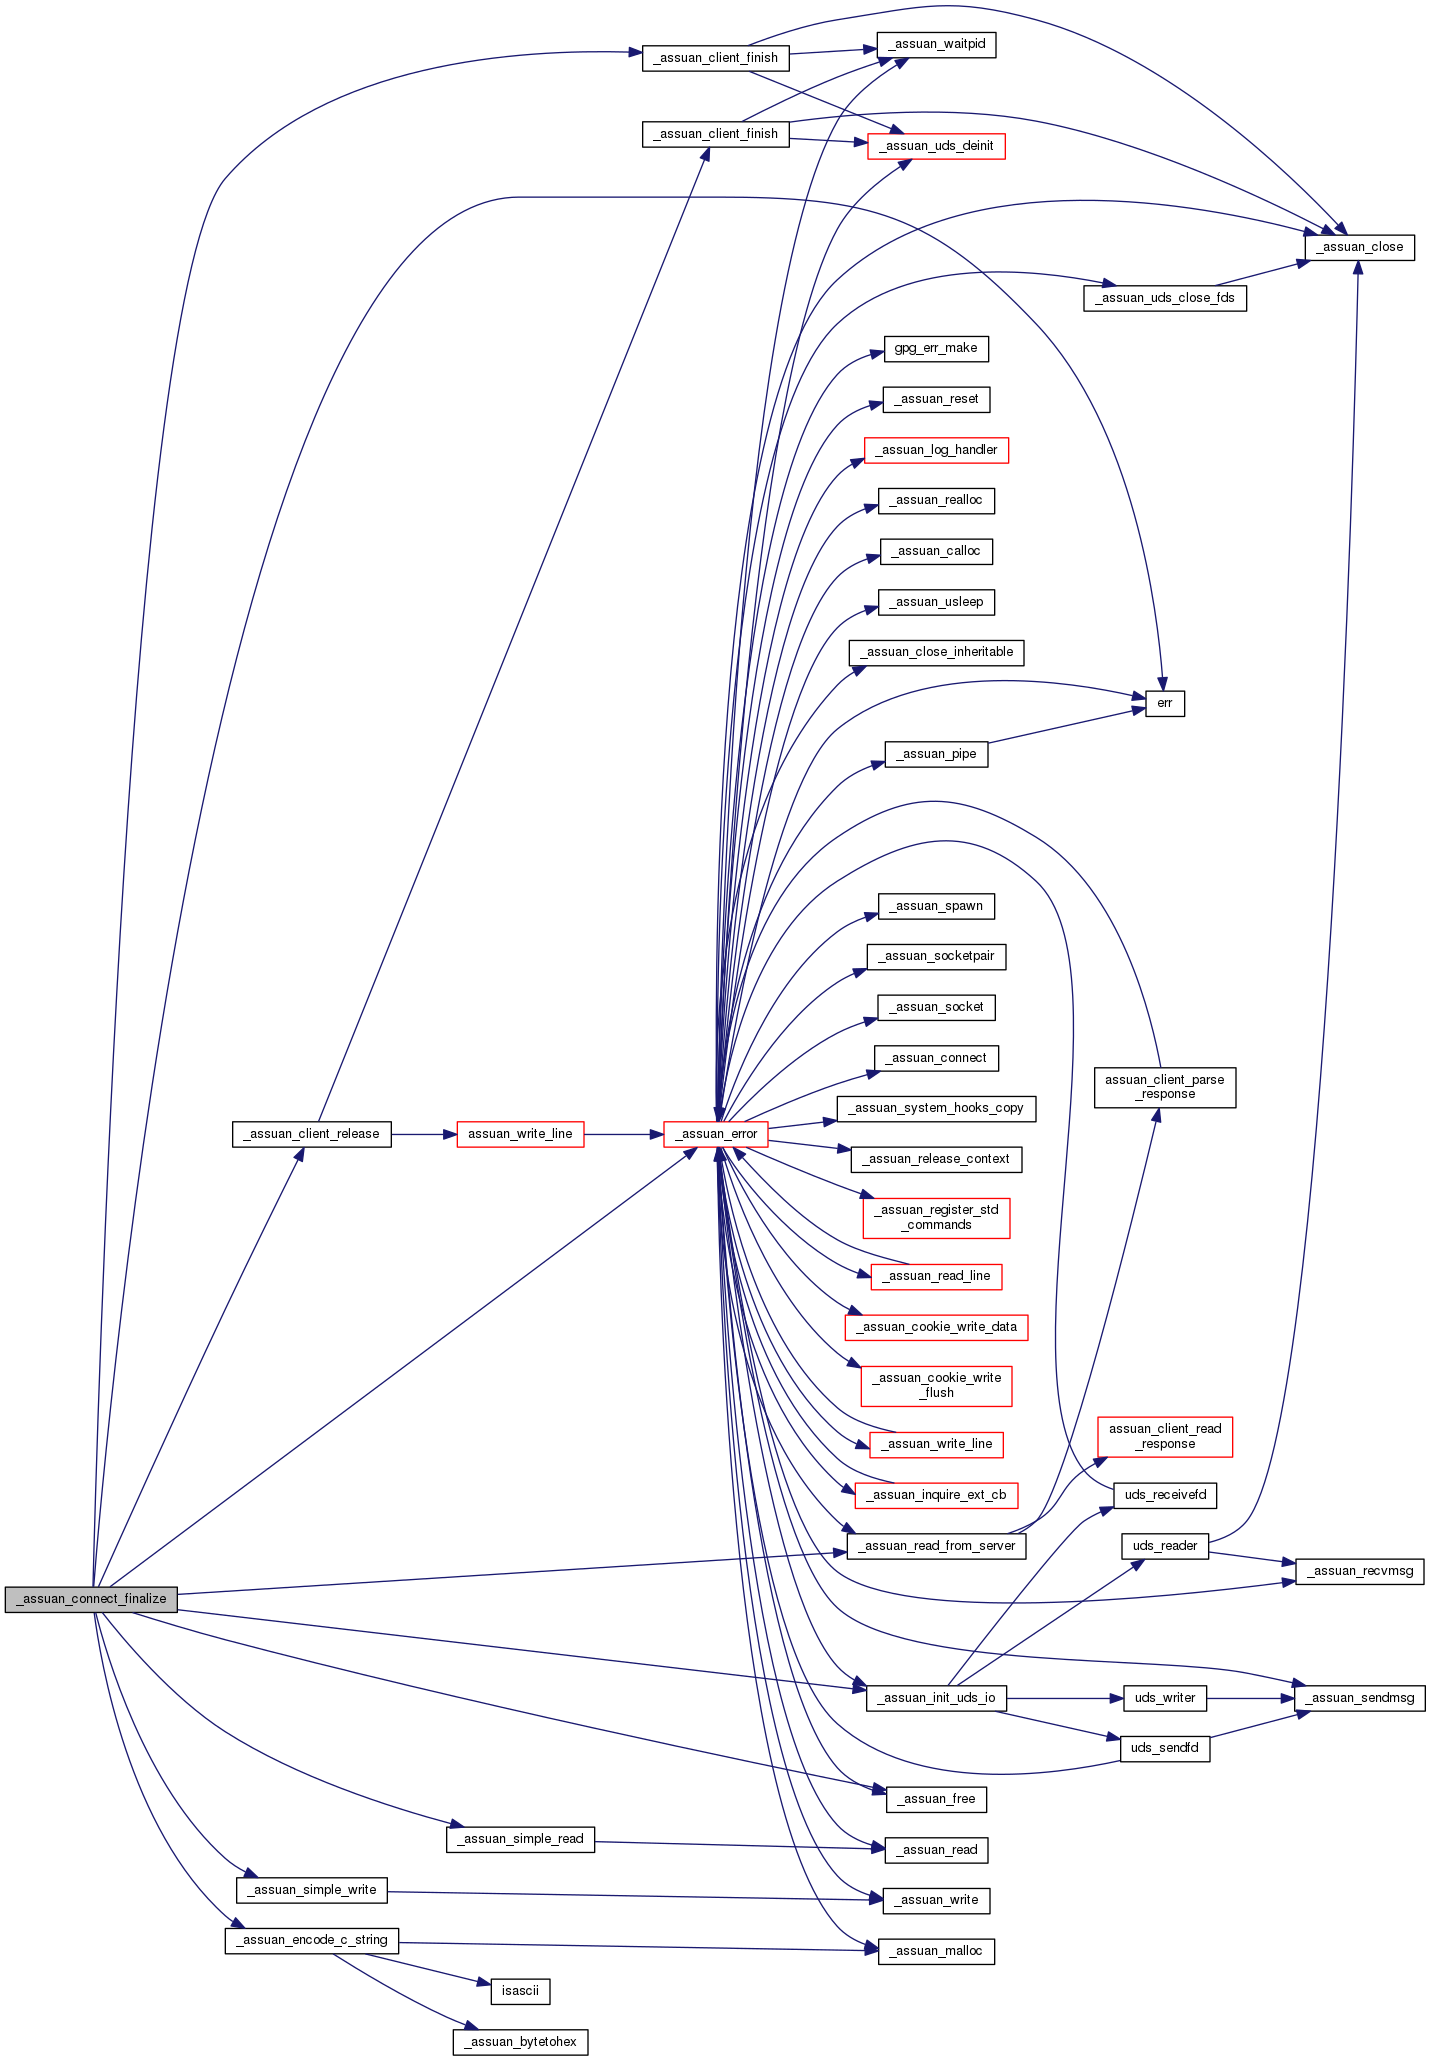 _assuan_waitpid
_assuan_client_finish
_assuan_client_finish
_assuan_uds_deinit
_assuan_close
_assuan_uds_close_fds
gpg_err_make
_assuan_reset
_assuan_log_handler
_assuan_realloc
_assuan_calloc
_assuan_usleep
_assuan_close_inheritable
err
_assuan_pipe
_assuan_spawn
_assuan_socketpair
_assuan_socket
_assuan_connect
assuan_client_parse
_response
_assuan_system_hooks_copy
_assuan_client_release
assuan_write_line
_assuan_error
_assuan_release_context
_assuan_register_std
_commands
_assuan_read_line
_assuan_cookie_write_data
_assuan_cookie_write
_flush
assuan_client_read
_response
_assuan_write_line
_assuan_inquire_ext_cb
uds_receivefd
_assuan_read_from_server
uds_reader
_assuan_recvmsg
_assuan_connect_finalize
_assuan_init_uds_io
uds_writer
_assuan_sendmsg
uds_sendfd
_assuan_free
_assuan_simple_read
_assuan_read
_assuan_simple_write
_assuan_write
_assuan_encode_c_string
_assuan_malloc
isascii
_assuan_bytetohex